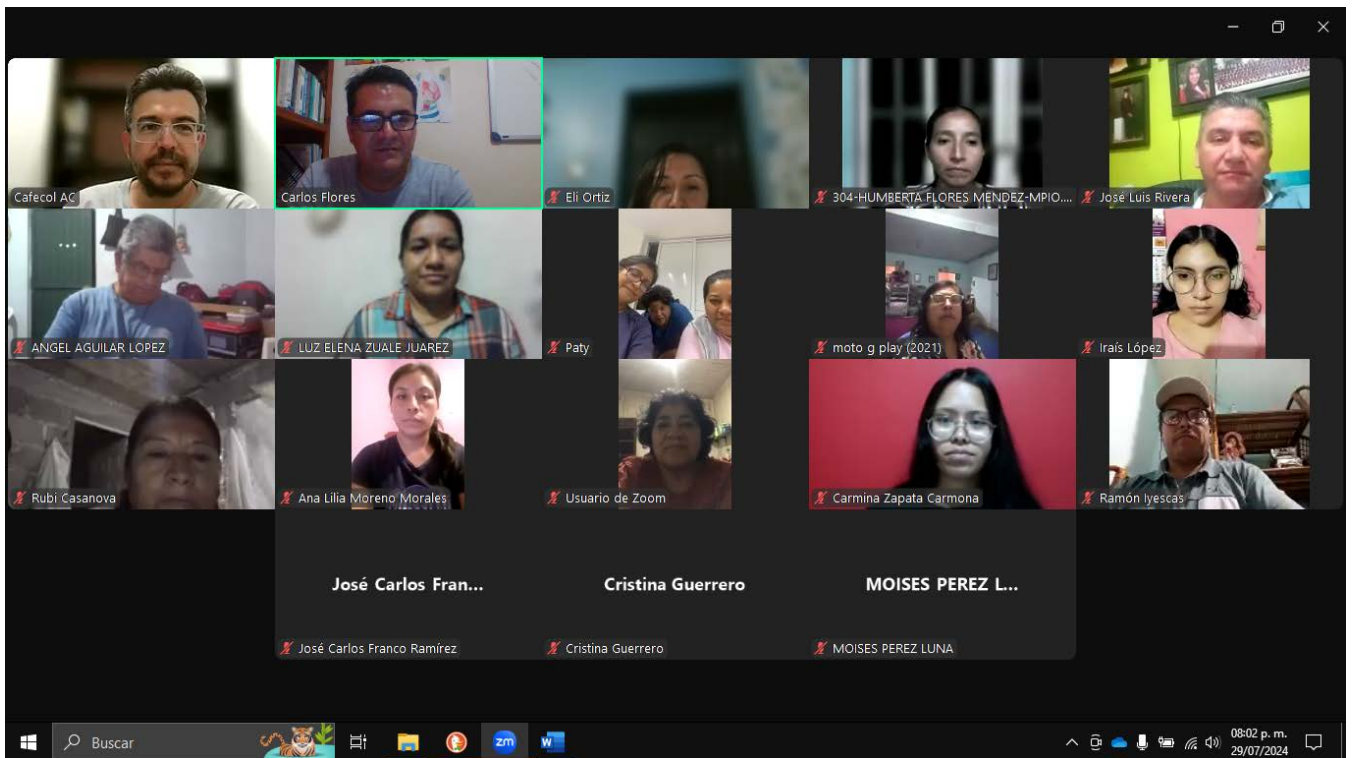 Cafecol AC
Carlos Flores
Eli Ortiz
304-HUMBERTA FLORES MENDEZ-MPIO....
José Luis Rivera
ANGEL AGUILAR LOPEZ
LUZ ELENA ZUALE JUAREZ
Paty
moto g play (2021)
Iraís López
Rubi Casanova
Ana Lilia Moreno Morales
Usuario de Zoom
Carmina Zapata Carmona
Ramón Iyescas
José Carlos Fran...
Cristina Guerrero
MOISES PEREZ L...
José Carlos Franco Ramírez
Cristina Guerrero
MOISES PEREZ LUNA
Buscar
zm
W
08:02 p. m.
29/07/2024